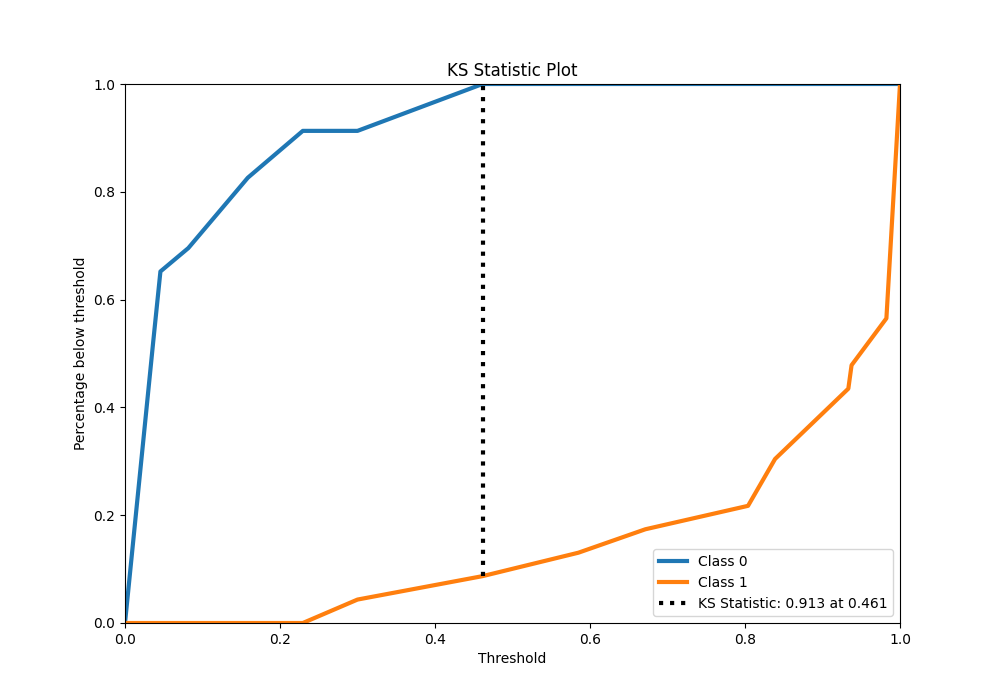 KS Statistic Plot
1.0
0.8
0.6
0.4
0.2
0.0
Percentage below threshold
0.0 0.2 0.4 0.6 0.8 1.0
Threshold
Class 0
Class 1
KS Statistic: 0.913 at 0.461